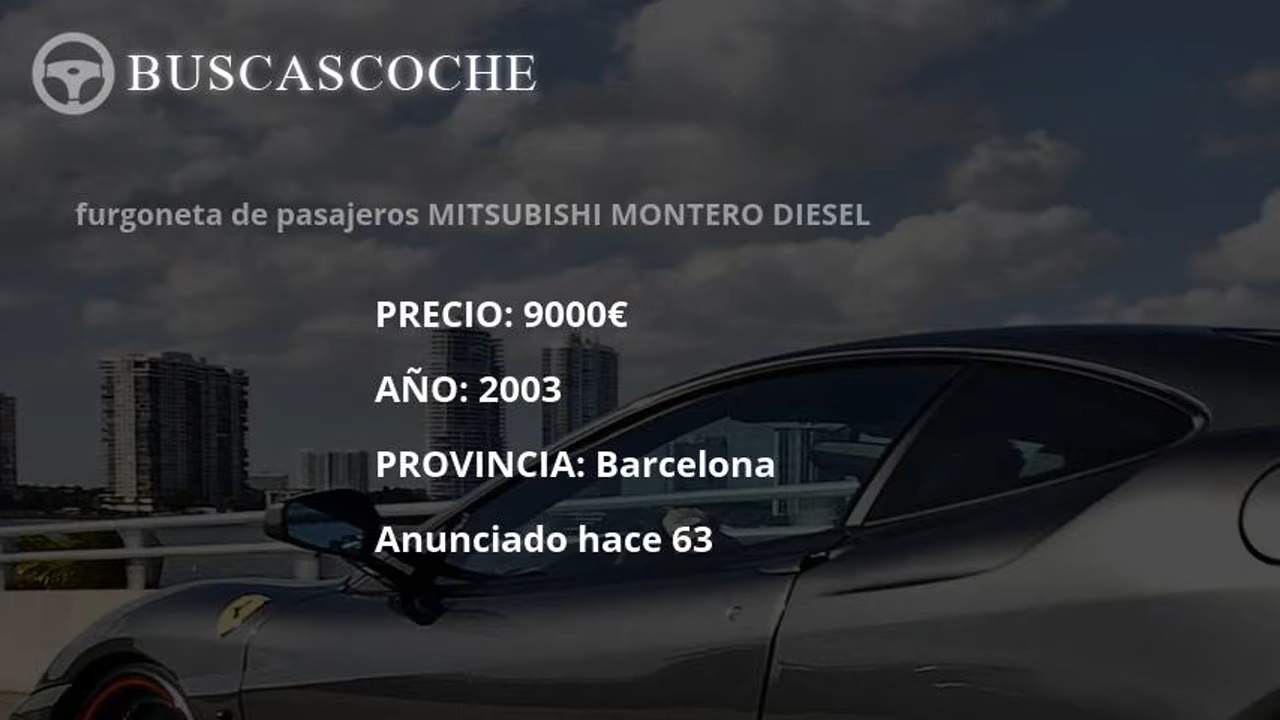 BUSCASCOCHE
furgoneta de pasajeros MITSUBISHI MONTERO DIESEL
PRECIO: 9000€
AÑO: 2003
PROVINCIA: Barcelona
Anunciado hace 63